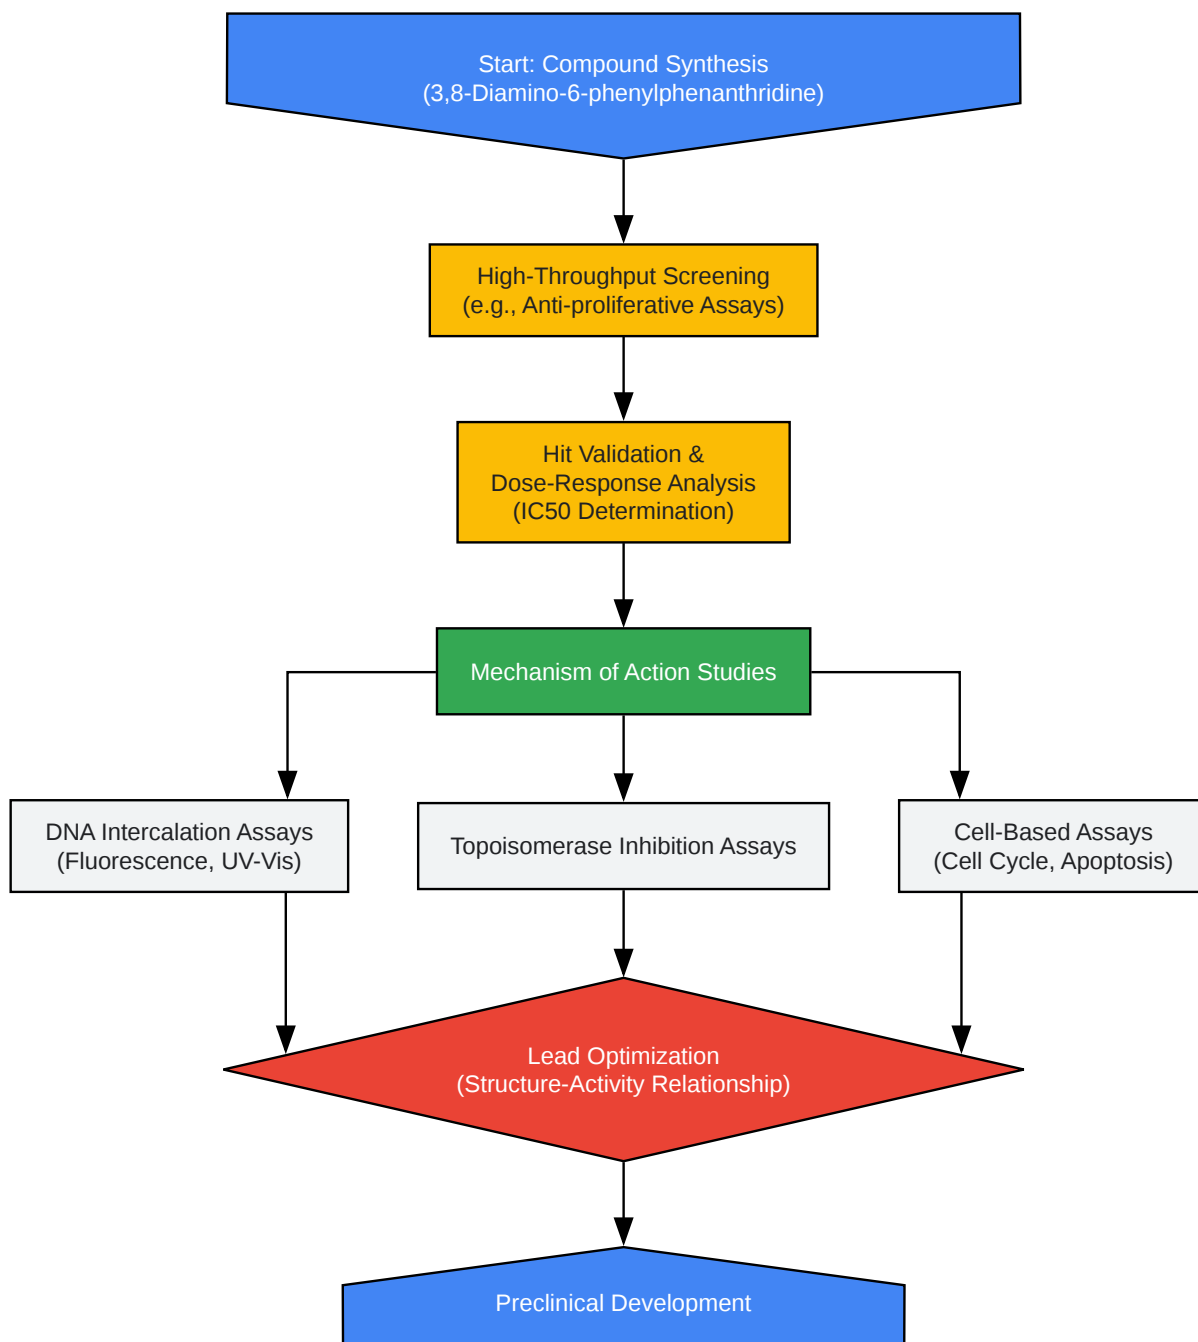 Start: Compound Synthesis
(3,8-Diamino-6-phenylphenanthridine)
High-Throughput Screening
(e.g., Anti-proliferative Assays)
Hit Validation &
Dose-Response Analysis
(IC50 Determination)
Mechanism of Action Studies
DNA Intercalation Assays
(Fluorescence, UV-Vis)
Topoisomerase Inhibition Assays
Cell-Based Assays
(Cell Cycle, Apoptosis)
Lead Optimization
(Structure-Activity Relationship)
Preclinical Development